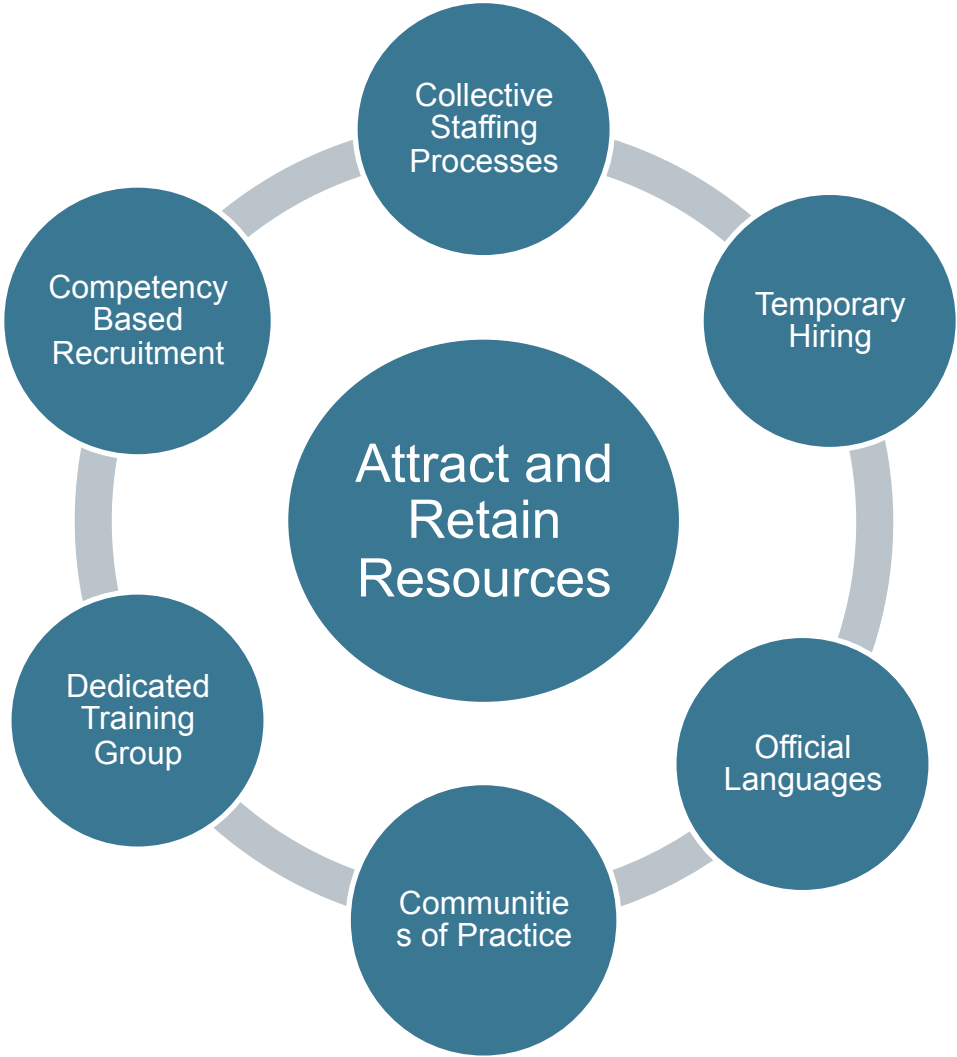 Collective
Staffing
Processes
Temporary
Hiring
Official
Languages
Communitie
s of Practice
Dedicated
Training
Group
Competency
Based
Recruitment
Attract and
Retain
Resources